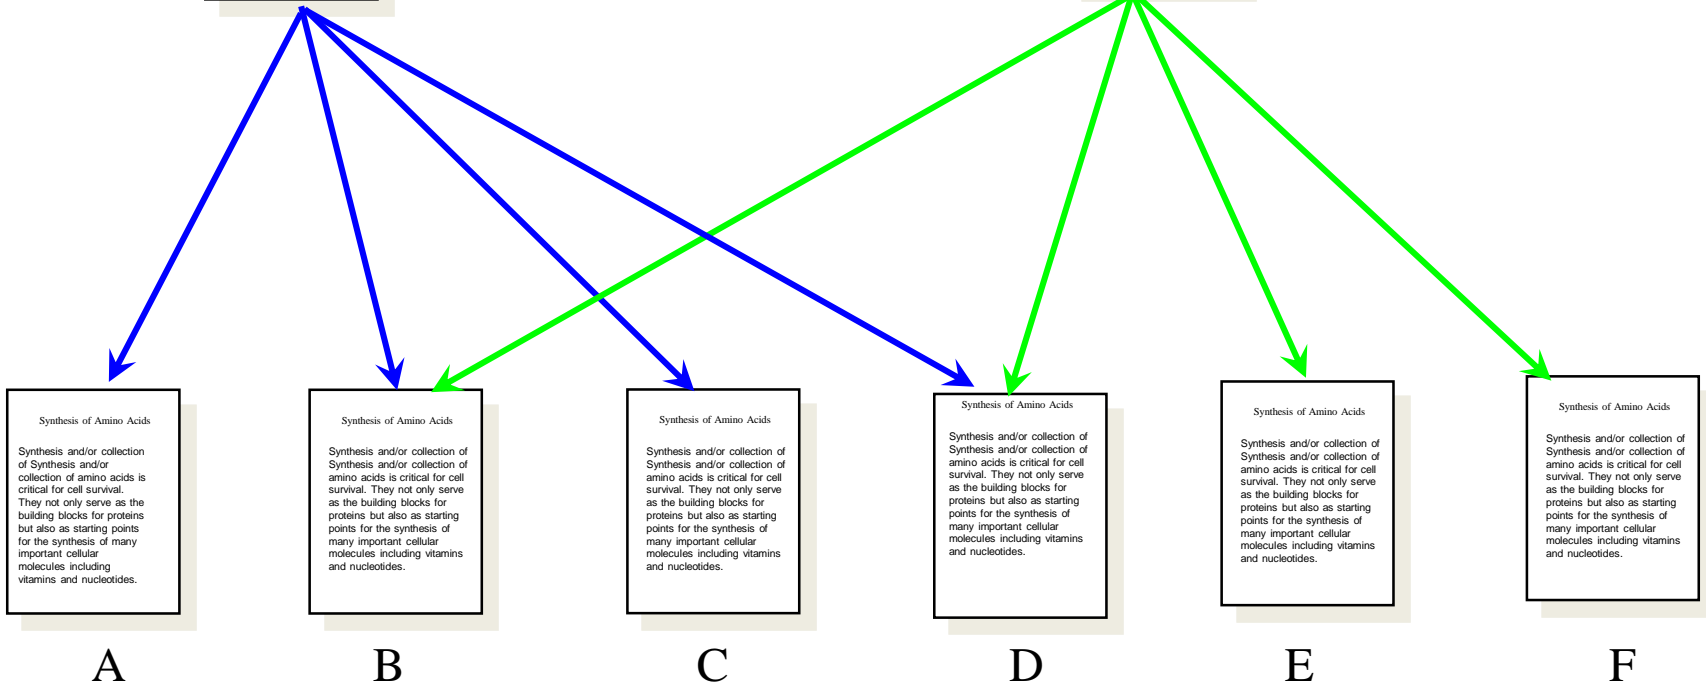 Synthesis of Amino Acids
Synthesis and/or collection
of Synthesis and/or
collection of amino acids is
critical for cell survival.
They not only serve as the
building blocks for proteins
but also as starting points
for the synthesis of many
important cellular
molecules including
vitamins and nucleotides.
A
Synthesis of Amino Acids
Synthesis and/or collection of
Synthesis and/or collection of
amino acids is critical for cell
survival. They not only serve
as the building blocks for
proteins but also as starting
points for the synthesis of
many important cellular
molecules including vitamins
and nucleotides.
B
Synthesis of Amino Acids
Synthesis and/or collection of
Synthesis and/or collection of
amino acids is critical for cell
survival. They not only serve
as the building blocks for
proteins but also as starting
points for the synthesis of
many important cellular
molecules including vitamins
and nucleotides.
C
Synthesis of Amino Acids
Synthesis and/or collection of
Synthesis and/or collection of
amino acids is critical for cell
survival. They not only serve
as the building blocks for
proteins but also as starting
points for the synthesis of
many important cellular
molecules including vitamins
and nucleotides.
D
Synthesis of Amino Acids
Synthesis and/or collection of
Synthesis and/or collection of
amino acids is critical for cell
survival. They not only serve
as the building blocks for
proteins but also as starting
points for the synthesis of
many important cellular
molecules including vitamins
and nucleotides.
E
Synthesis of Amino Acids
Synthesis and/or collection of
Synthesis and/or collection of
amino acids is critical for cell
survival. They not only serve
as the building blocks for
proteins but also as starting
points for the synthesis of
many important cellular
molecules including vitamins
and nucleotides.
F